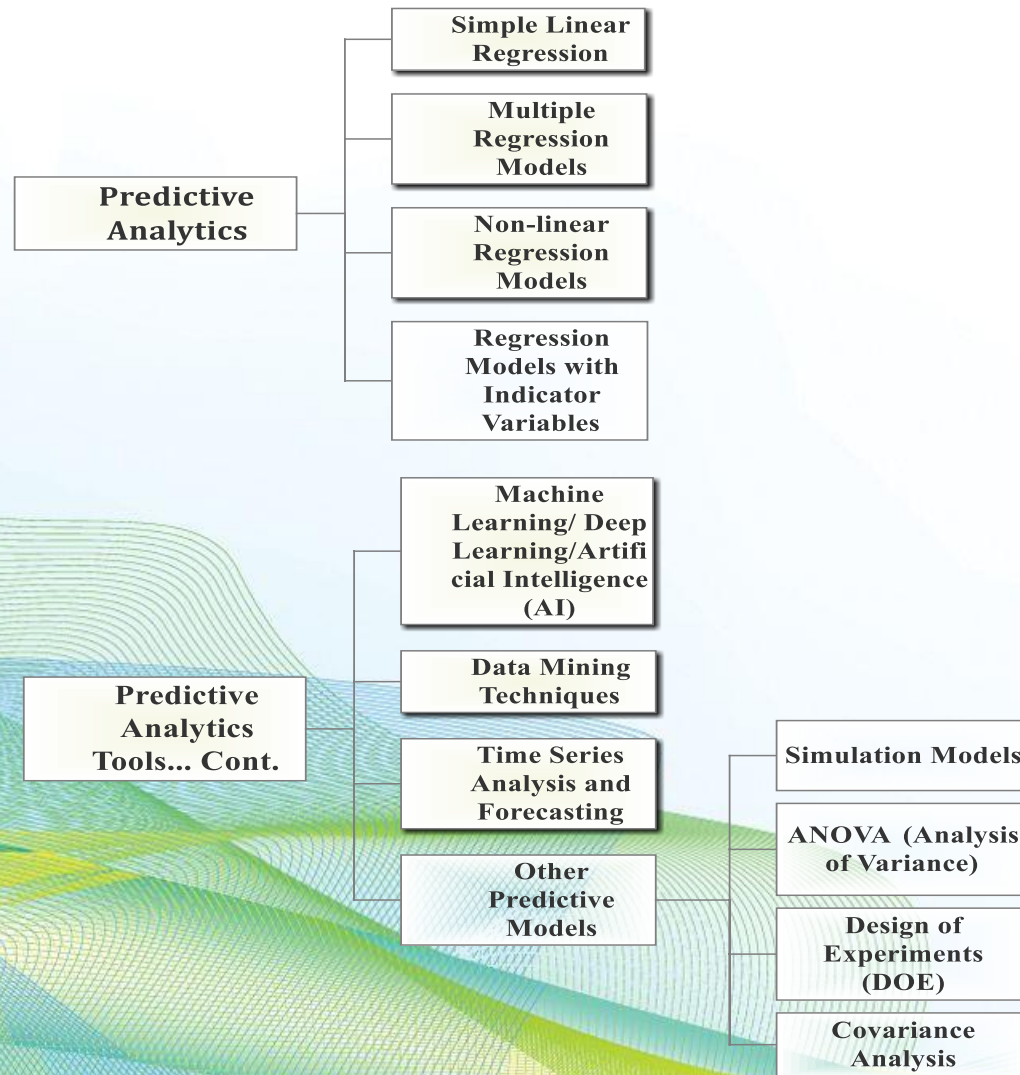 Predictive
Analytics
Simple Linear
Regression
Multiple
Regression
Models
Non-linear
Regression
Models
Regression
Models with
Indicator
Variables
Predictive
Analytics
Tools... Cont.
Machine
Learning/ Deep
Learning/Artifi
cial Intelligence
(AI)
Data Mining
Techniques
Time Series
Analysis and
Forecasting
Other
Predictive
Models
Simulation Models
ANOVA (Analysis
of Variance)
Design of
Experiments
(DOE)
Covariance
Analysis